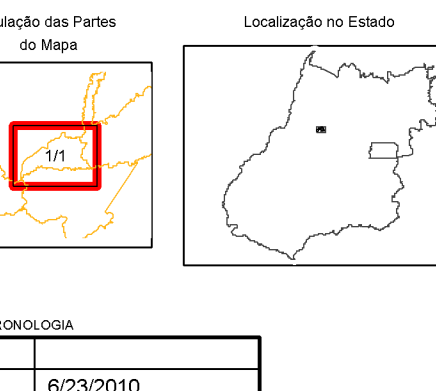 ulação das Partes
do Mapa
Localização no Estado
1/1
RONOLOGIA
6/23/2010